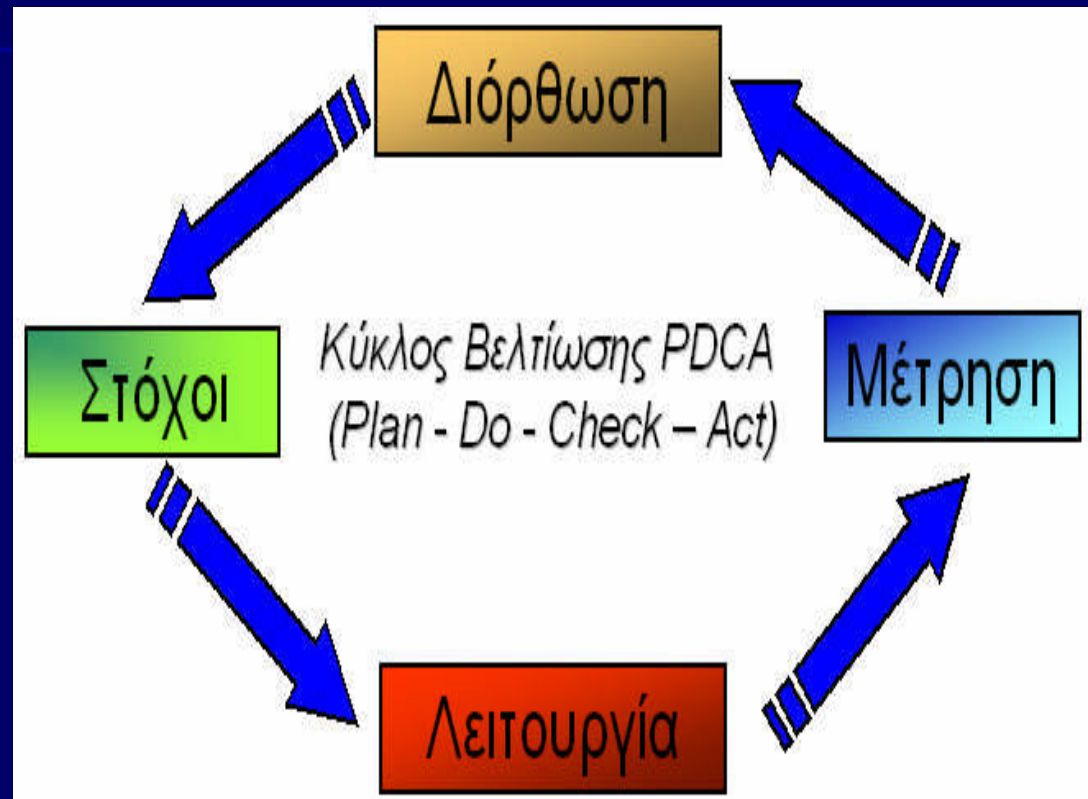 Διόρθωση
Στόχοι
Κύκλος Βελτίωσης PDCA
(Plan - Do - Check – Act)
Μέτρηση
Λειτουργία